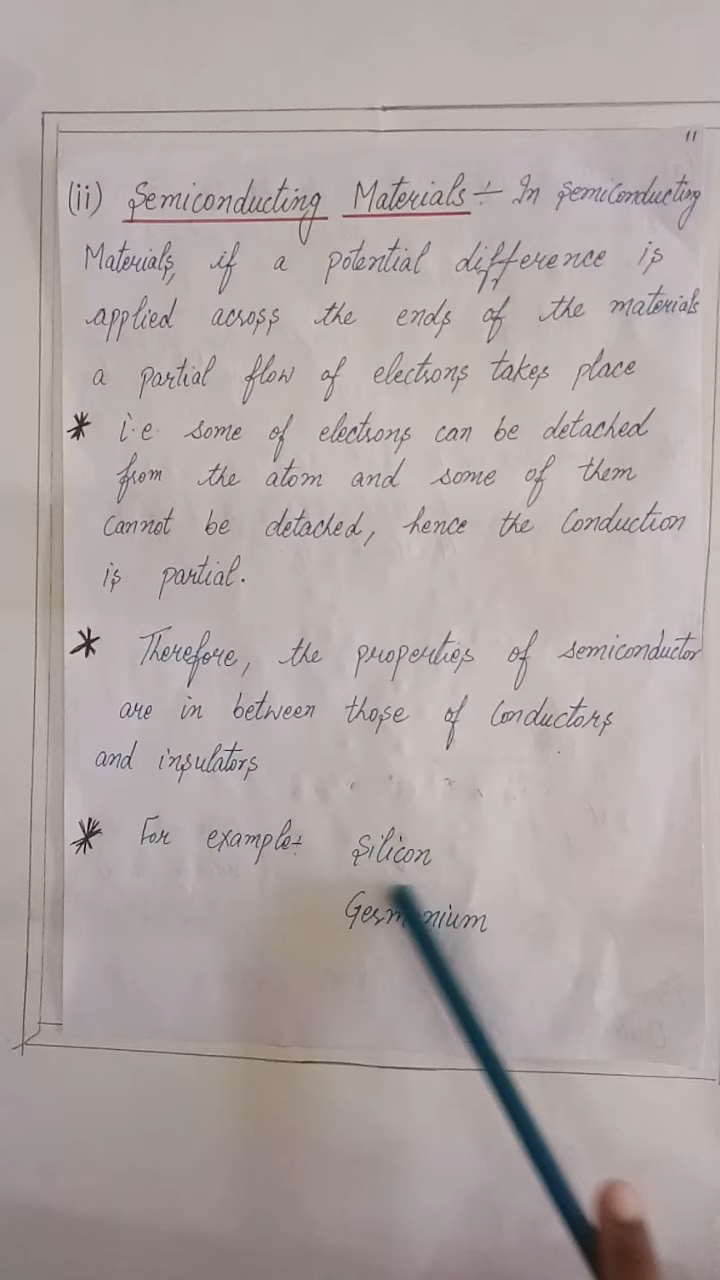 11
(ii) Semiconducting Materials ÷ In semiconducting
Materials, if a potential difference is
applied across the ends of the materials
a partial flow of electrons takes place
* i.e. some of electrons can be detached
from the atom and some of them
cannot be detached, hence the conduction
is partial.
* Therefore, the properties of semiconductor
are in between those of conductors
and insulators
* For example ÷ Silicon
Germanium